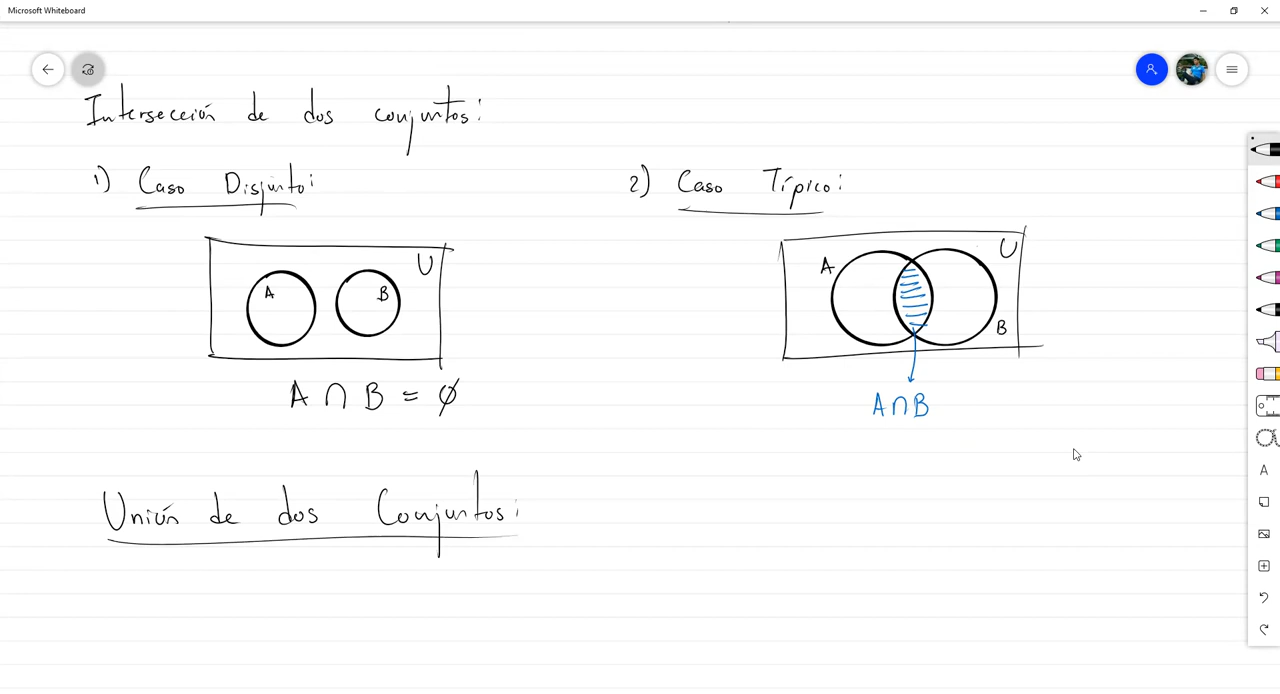 Microsoft Whiteboard
Intersección de dos conjuntos:
1) Caso Disjunto:
2) Caso Típico:
U
A
B
A ∩ B = ∅
U
A
B
A∩B
Unión de dos Conjuntos:
A